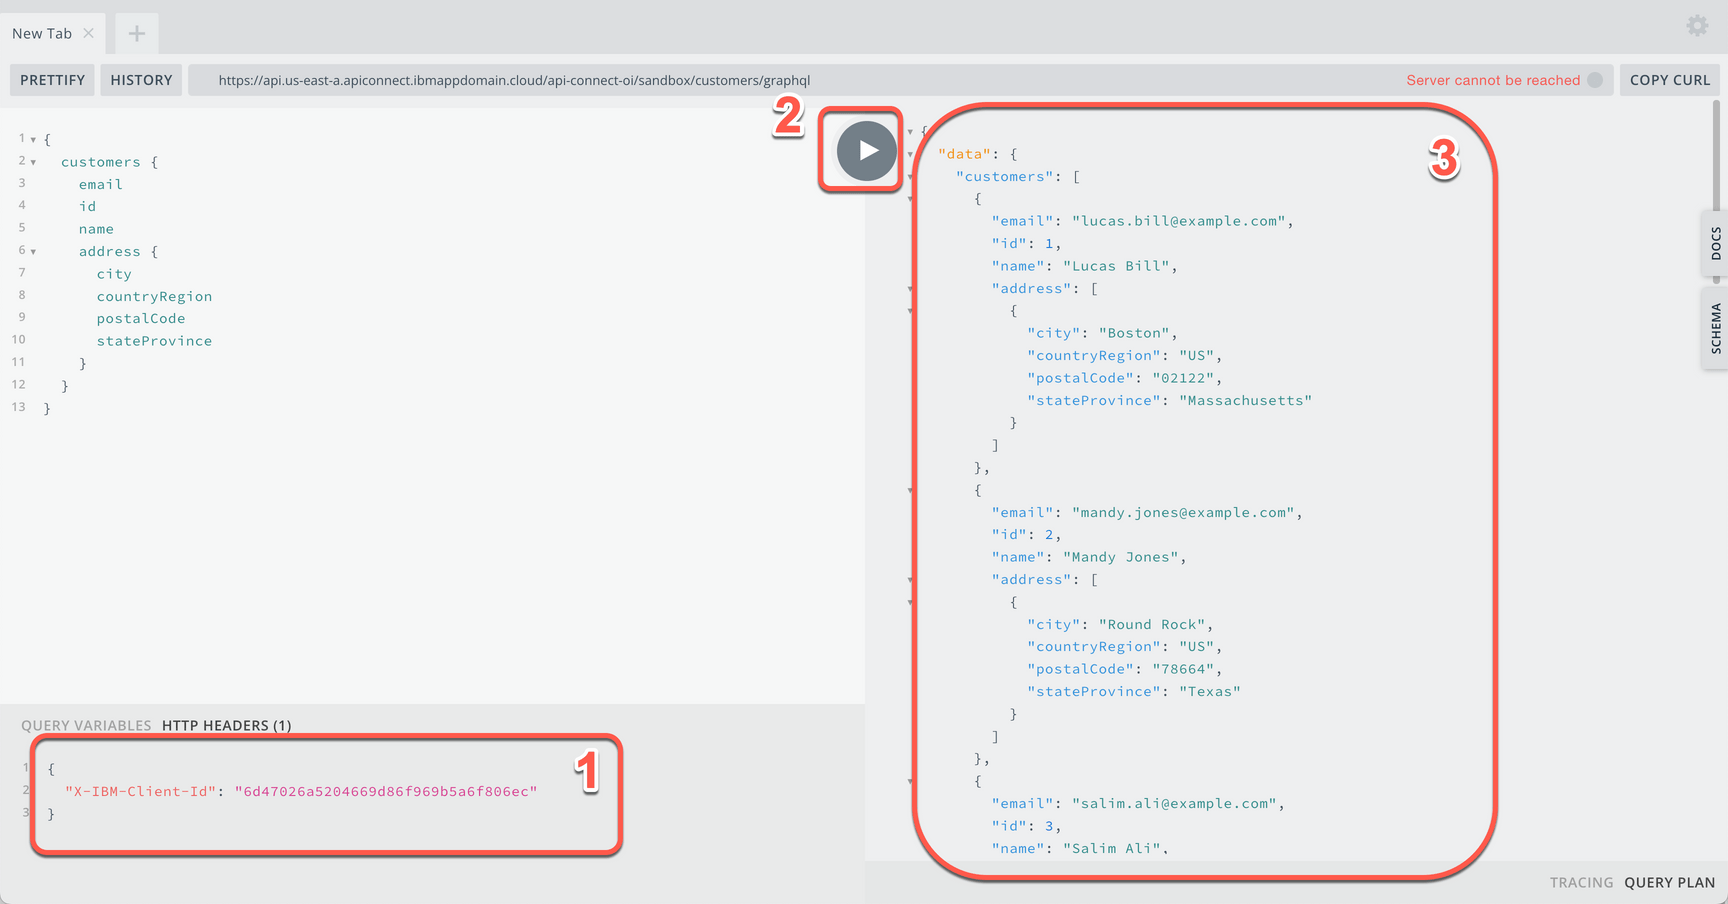 New Tab
PRETTIFY HISTORY https://api.us-east-a.apiconnect.ibmappdomain.cloud/api-connect-oi/sandbox/customers/graphql Server cannot be reached COPY CURL
1 {
2 customers {
3 email
4 id
5 name
6 address {
7 city
8 countryRegion
9 postalCode
10 stateProvince
11 }
12 }
13 }
2
{
"data": {
"customers": [
{
"email": "lucas.bill@example.com",
"id": 1,
"name": "Lucas Bill",
"address": [
{
"city": "Boston",
"countryRegion": "US",
"postalCode": "02122",
"stateProvince": "Massachusetts"
}
]
},
{
"email": "mandy.jones@example.com",
"id": 2,
"name": "Mandy Jones",
"address": [
{
"city": "Round Rock",
"countryRegion": "US",
"postalCode": "78664",
"stateProvince": "Texas"
}
]
},
{
"email": "salim.ali@example.com",
"id": 3,
"name": "Salim Ali",
3
DOCS
SCHEMA
QUERY VARIABLES HTTP HEADERS (1)
1 {
2 "X-IBM-Client-Id": "6d47026a5204669d86f969b5a6f806ec"
3 }
1
TRACING QUERY PLAN